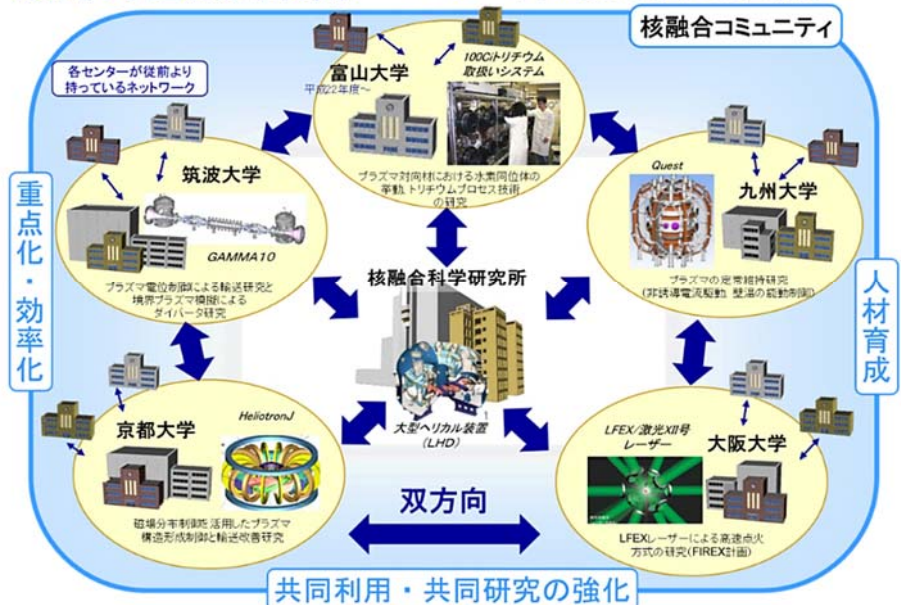 核融合コミュニティ
各センターが従前より
持っているネットワーク
富山大学
平成22年度~
100Ciトリチウム
取扱いシステム
プラズマ対向材における水素同位体の
挙動、トリチウムプロセス技術
の研究
筑波大学
GAMMA10
プラズマ電位制御による輸送研究と
境界プラズマ模擬による
ダイバータ研究
Quest
九州大学
プラズマの定常維持研究
(非誘導電流駆動、壁温の能動制御)
重点化・効率化
人材育成
核融合科学研究所
大型ヘリカル装置
(LHD)
京都大学
HeliotronJ
磁場分布制御を活用したプラズマ
構造形成制御と輸送改善研究
LFEX/激光XII号
レーザー
大阪大学
LFEXレーザーによる高速点火
方式の研究(FIREX計画)
双方向
共同利用・共同研究の強化